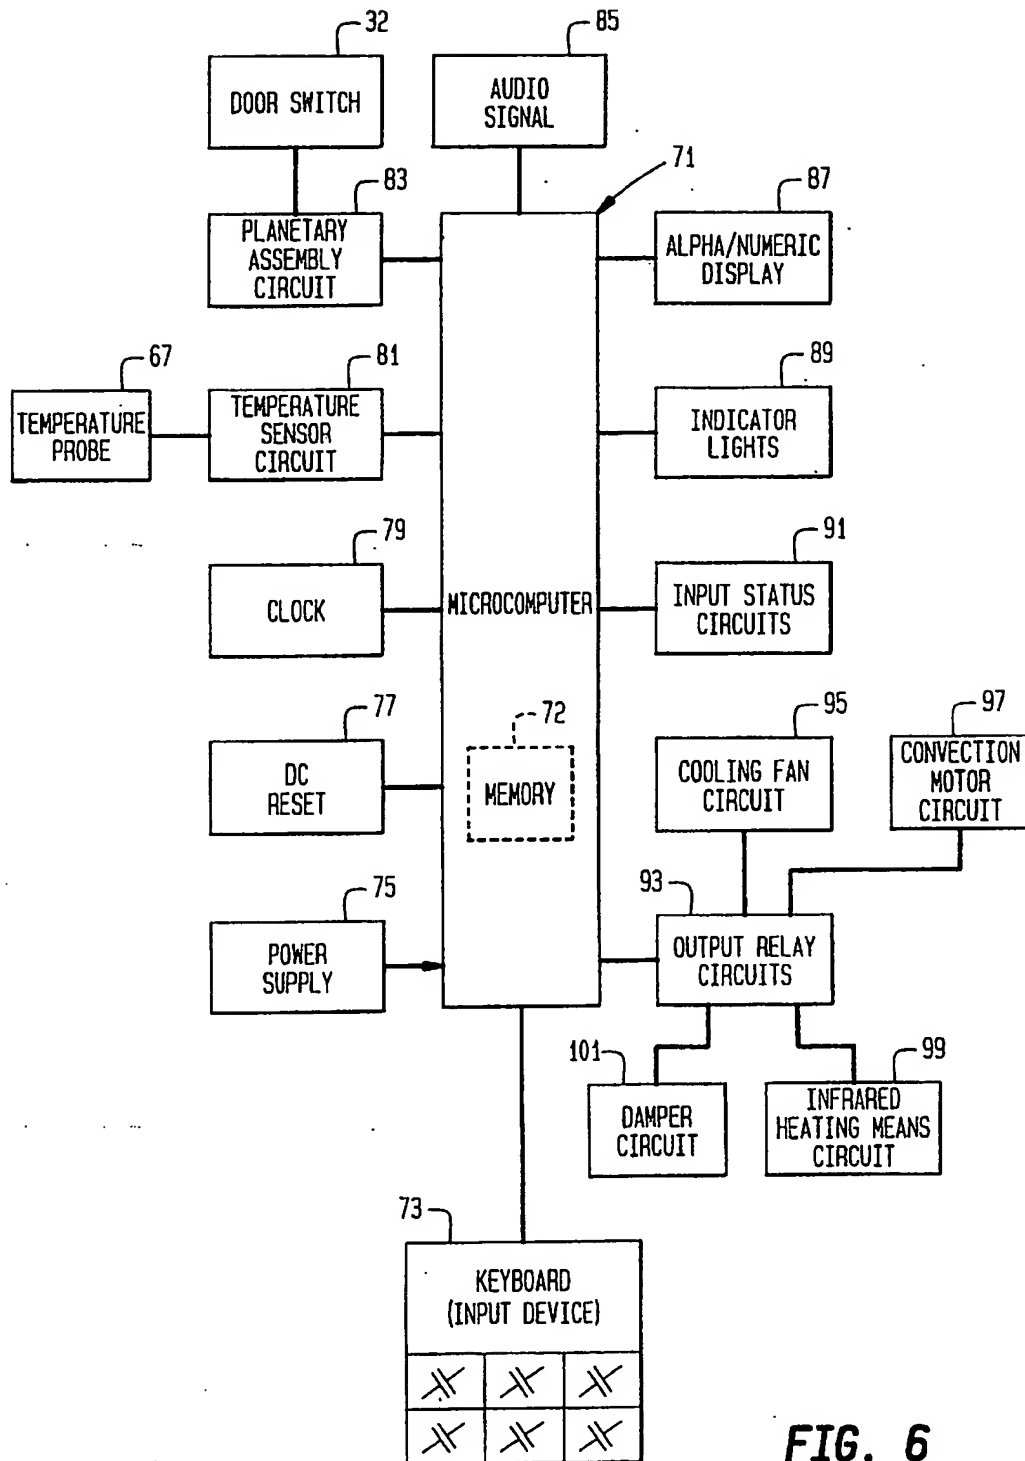 32
85
DOOR SWITCH
AUDIO
SIGNAL
71
83
87
PLANETARY
ASSEMBLY
CIRCUIT
ALPHA/NUMERIC
DISPLAY
67
81
89
TEMPERATURE
PROBE
TEMPERATURE
SENSOR
CIRCUIT
INDICATOR
LIGHTS
79
91
CLOCK
MICROCOMPUTER
INPUT STATUS
CIRCUITS
77
72
95
97
DC
RESET
MEMORY
COOLING FAN
CIRCUIT
CONVECTION
MOTOR
CIRCUIT
75
93
POWER
SUPPLY
OUTPUT RELAY
CIRCUITS
101
99
DAMPER
CIRCUIT
INFRARED
HEATING MEANS
CIRCUIT
73
KEYBOARD
(INPUT DEVICE)
FIG. 6